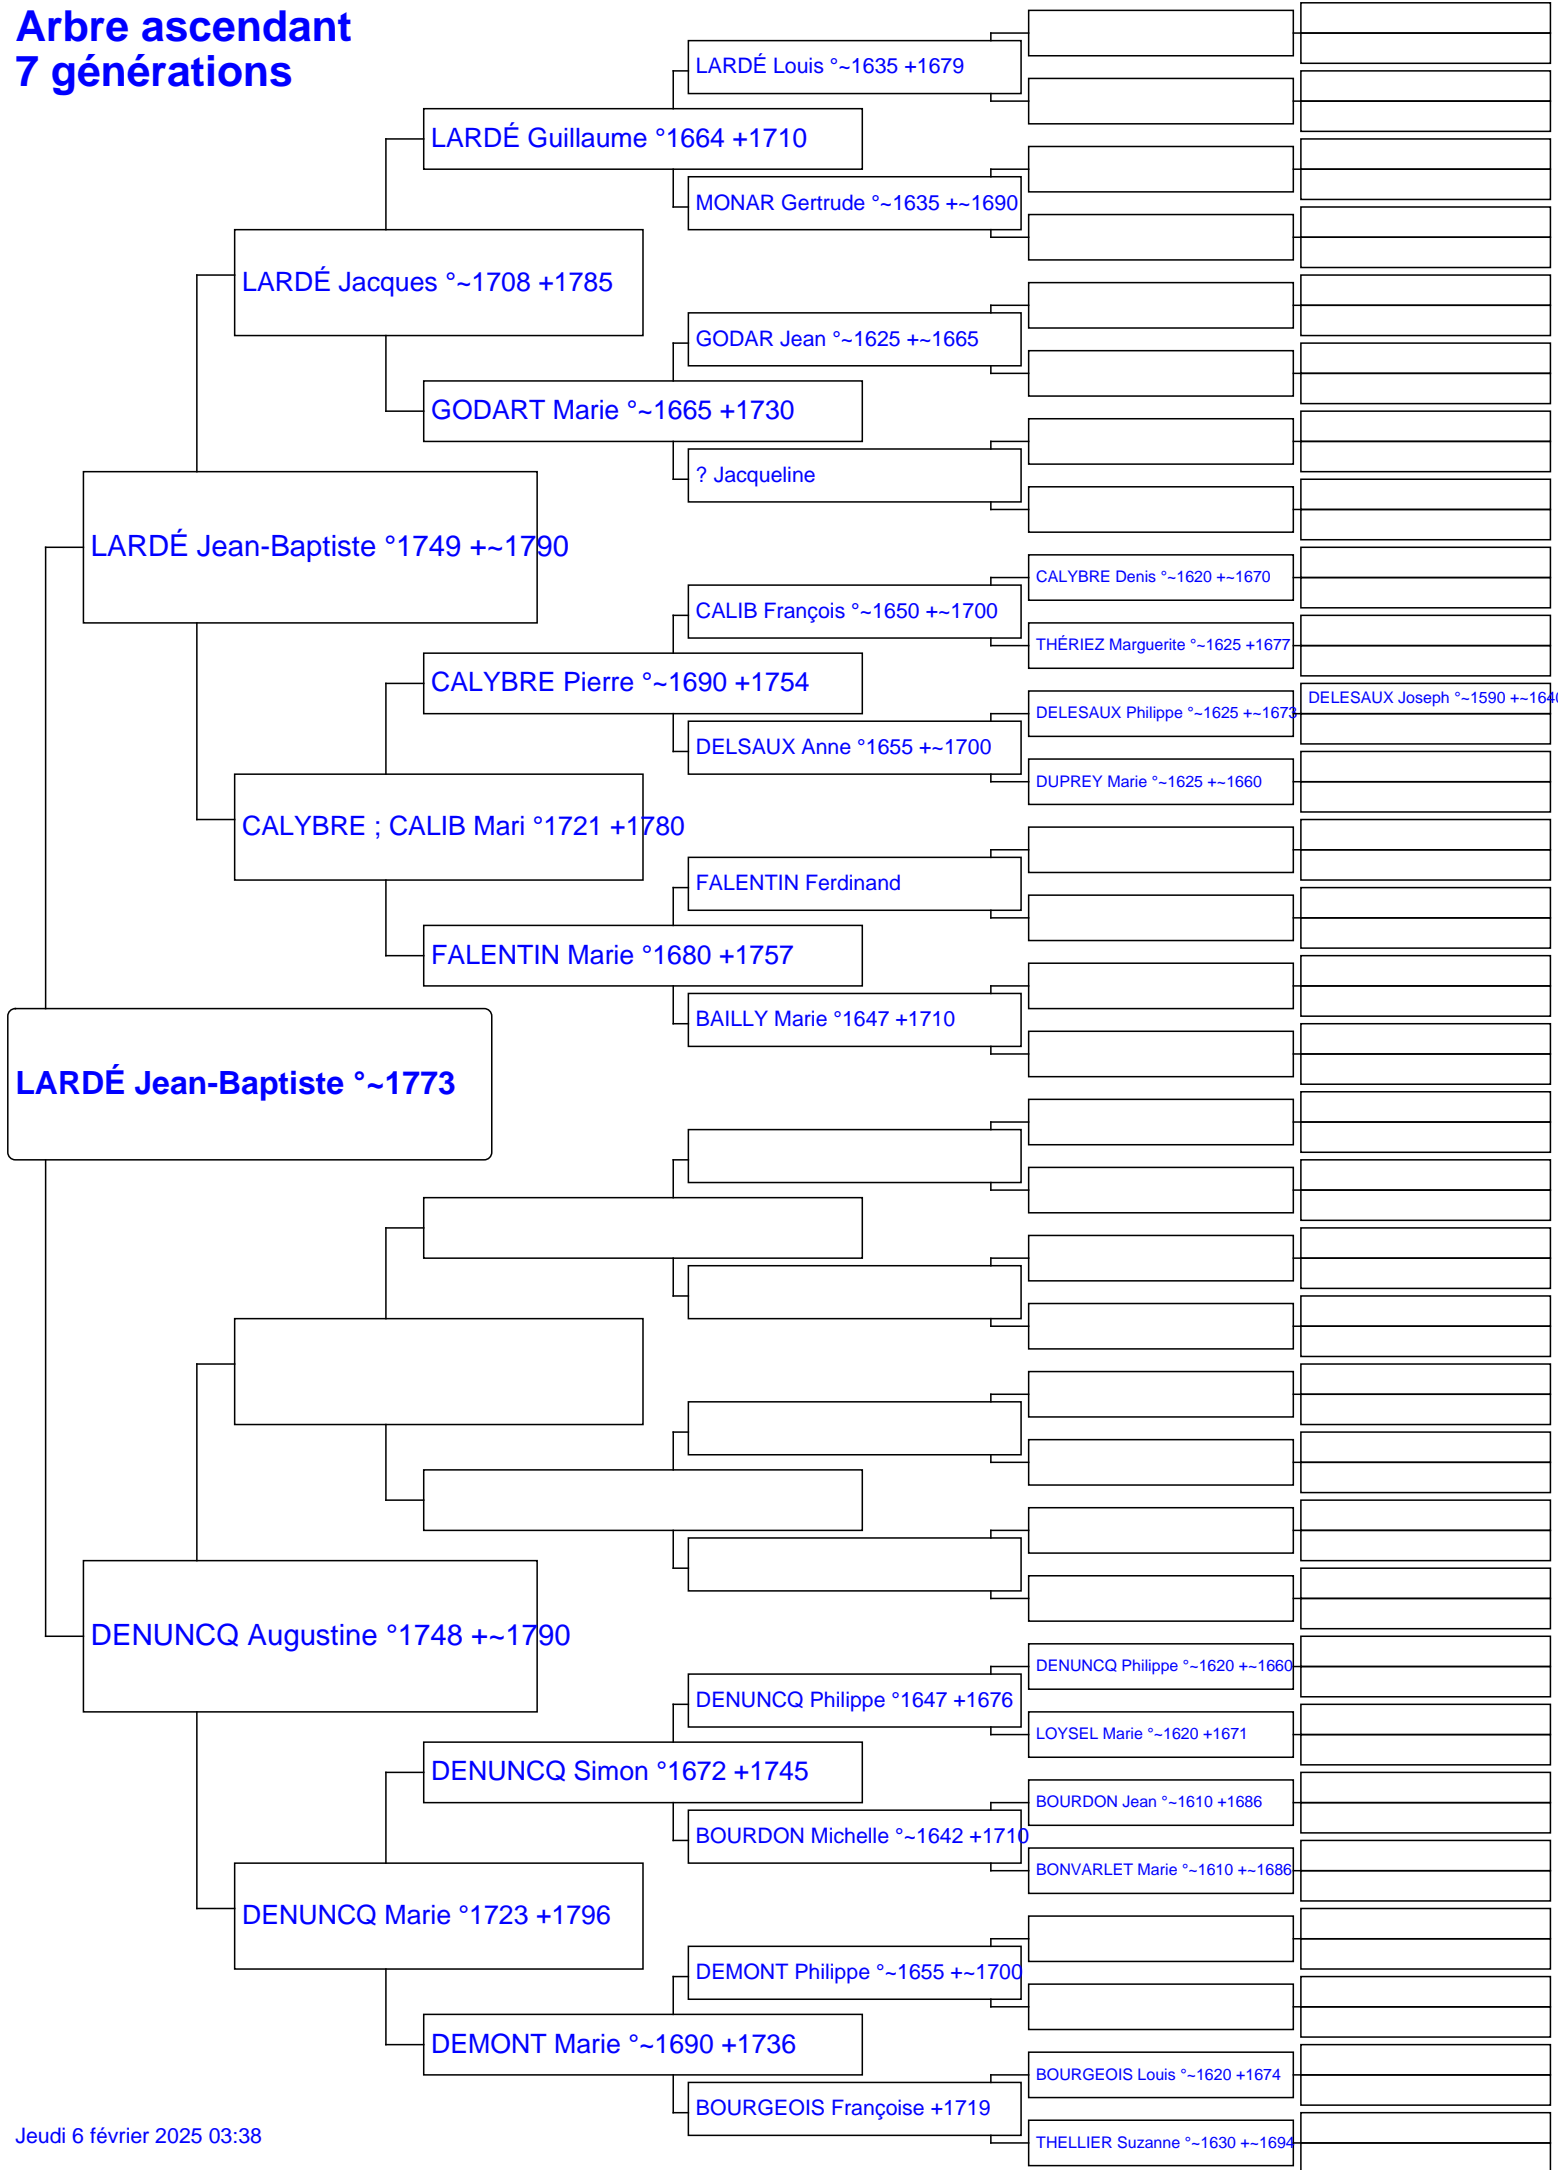 Arbre ascendant
7 générations
LARDÉ Louis °~1635 +1679
LARDÉ Guillaume °1664 +1710
MONAR Gertrude °~1635 +~1690
LARDÉ Jacques °~1708 +1785
GODAR Jean °~1625 +~1665
GODART Marie °~1665 +1730
? Jacqueline
LARDÉ Jean-Baptiste °1749 +~1790
CALYBRE Denis °~1620 +~1670
CALIB François °~1650 +~1700
THÉRIEZ Marguerite °~1625 +1677
CALYBRE Pierre °~1690 +1754
DELESAUX Joseph °~1590 +~1640
DELESAUX Philippe °~1625 +~1673
DELSAUX Anne °1655 +~1700
DUPREY Marie °~1625 +~1660
CALYBRE ; CALIB Mari °1721 +1780
FALENTIN Ferdinand
FALENTIN Marie °1680 +1757
BAILLY Marie °1647 +1710
LARDÉ Jean-Baptiste °~1773
DENUNCQ Augustine °1748 +~1790
DENUNCQ Philippe °~1620 +~1660
DENUNCQ Philippe °1647 +1676
LOYSEL Marie °~1620 +1671
DENUNCQ Simon °1672 +1745
BOURDON Jean °~1610 +1686
BOURDON Michelle °~1642 +1710
BONVARLET Marie °~1610 +~1686
DENUNCQ Marie °1723 +1796
DEMONT Philippe °~1655 +~1700
DEMONT Marie °~1690 +1736
BOURGEOIS Louis °~1620 +1674
BOURGEOIS Françoise +1719
THELLIER Suzanne °~1630 +~1694
Jeudi 6 février 2025 03:38